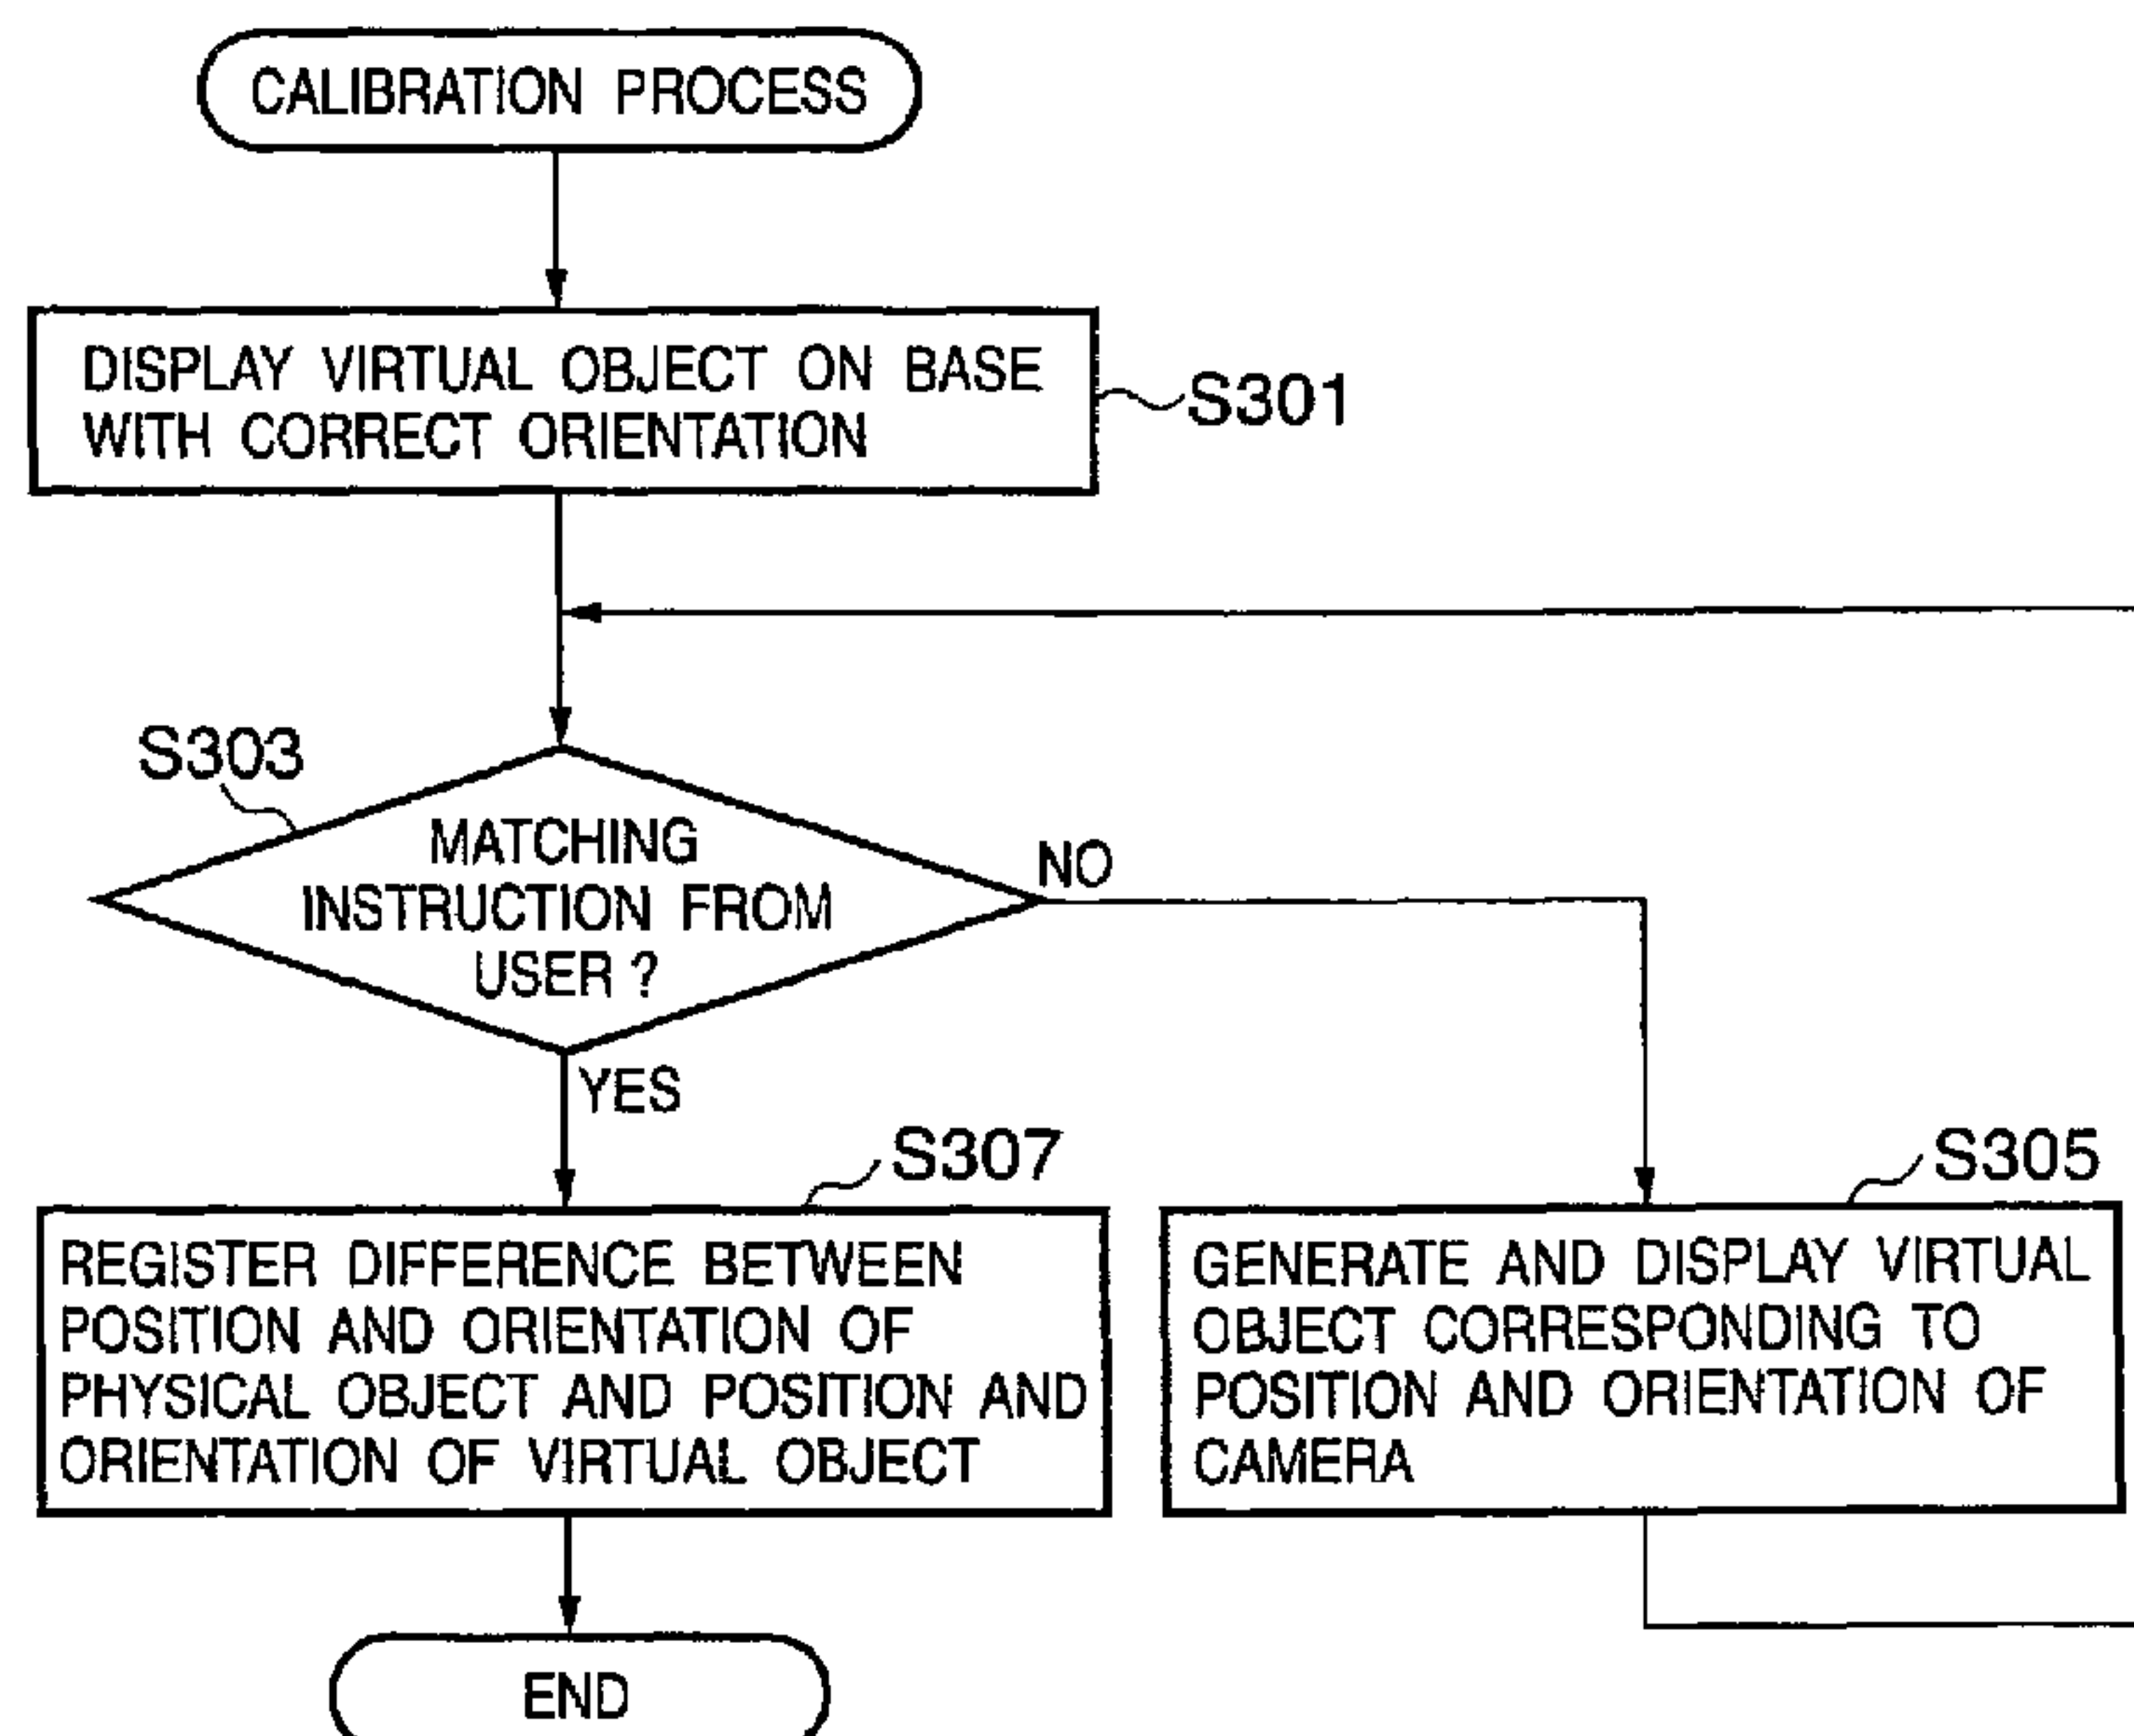 CALIBRATION PROCESS
DISPLAY VIRTUAL OBJECT ON BASE
WITH CORRECT ORIENTATION
S301
S303
MATCHING
INSTRUCTION FROM
USER ?
NO
YES
S307
REGISTER DIFFERENCE BETWEEN
POSITION AND ORIENTATION OF
PHYSICAL OBJECT AND POSITION AND
ORIENTATION OF VIRTUAL OBJECT
S305
GENERATE AND DISPLAY VIRTUAL
OBJECT CORRESPONDING TO
POSITION AND ORIENTATION OF
CAMERA
END